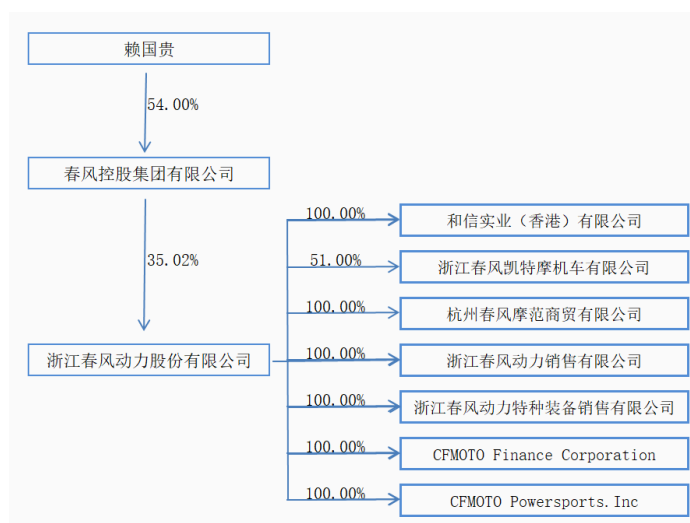 赖国贵
54.00%
春风控股集团有限公司
35.02%
浙江春风动力股份有限公司
100.00%
和信实业（香港）有限公司
51.00%
浙江春风凯特摩机车有限公司
100.00%
杭州春风摩范商贸有限公司
100.00%
浙江春风动力销售有限公司
100.00%
浙江春风动力特种装备销售有限公司
100.00%
CFMOTO Finance Corporation
100.00%
CFMOTO Powersports.Inc